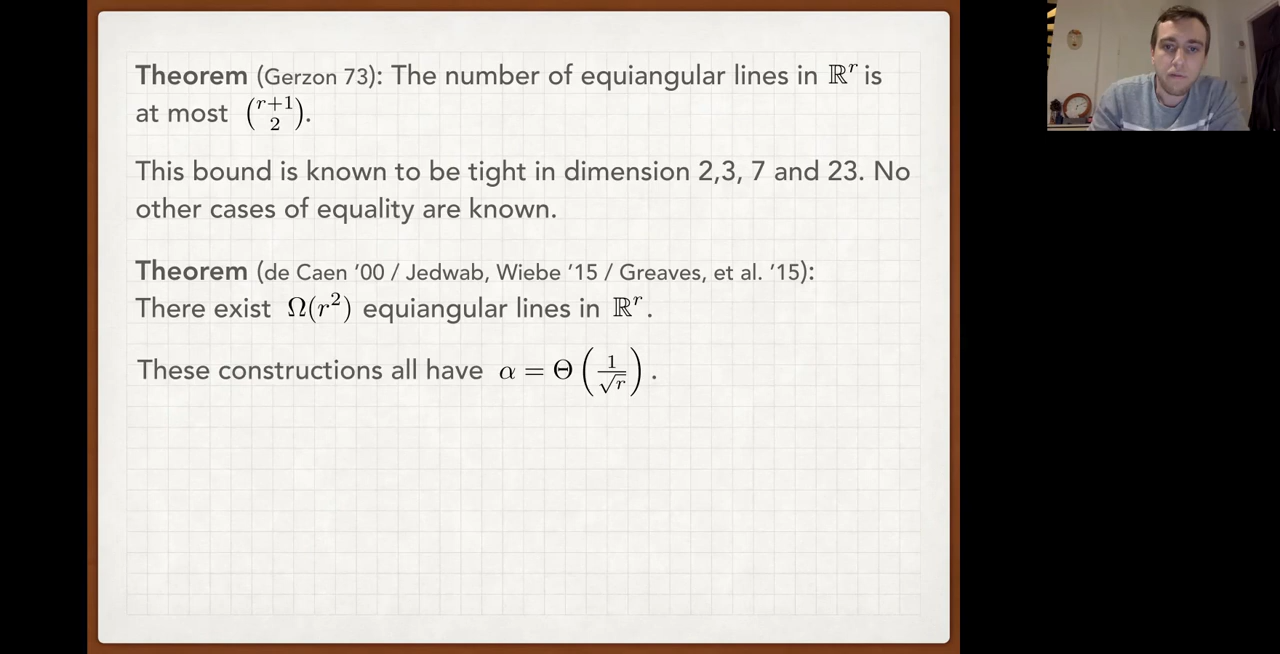 Theorem (Gerzon 73): The number of equiangular lines in ℝ^r is
at most \binom{r+1}{2}.
This bound is known to be tight in dimension 2,3, 7 and 23. No
other cases of equality are known.
Theorem (de Caen ’00 / Jedwab, Wiebe ’15 / Greaves, et al. ’15):
There exist Ω(r^2) equiangular lines in ℝ^r.
These constructions all have α = Θ(\frac{1}{\sqrt{r}}).